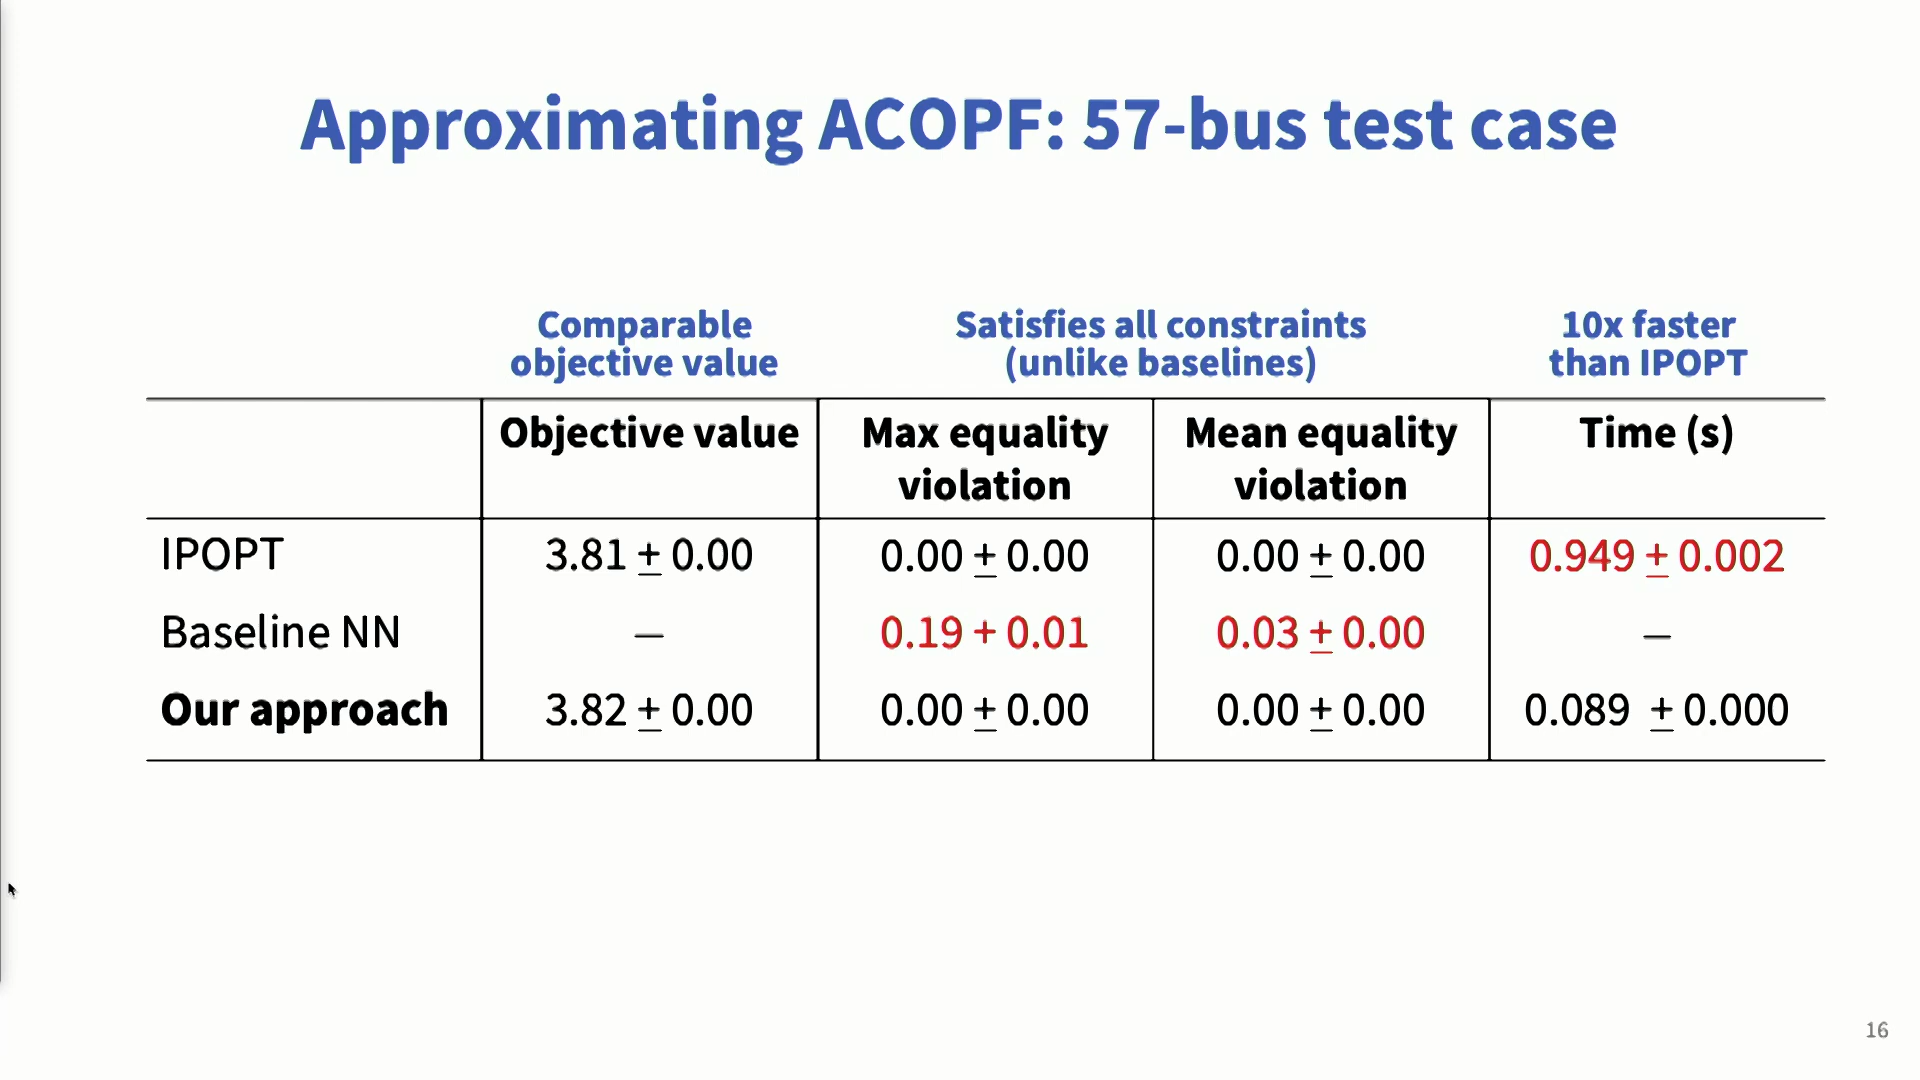 Approximating ACOPF: 57-bus test case
Comparable
objective value
Satisfies all constraints
(unlike baselines)
10x faster
than IPOPT
Objective value
Max equality
violation
Mean equality
violation
Time (s)
IPOPT 3.81 ± 0.00 0.00 ± 0.00 0.00 ± 0.00 0.949 ± 0.002
Baseline NN — 0.19 + 0.01 0.03 ± 0.00 —
Our approach 3.82 ± 0.00 0.00 ± 0.00 0.00 ± 0.00 0.089 ± 0.000
16